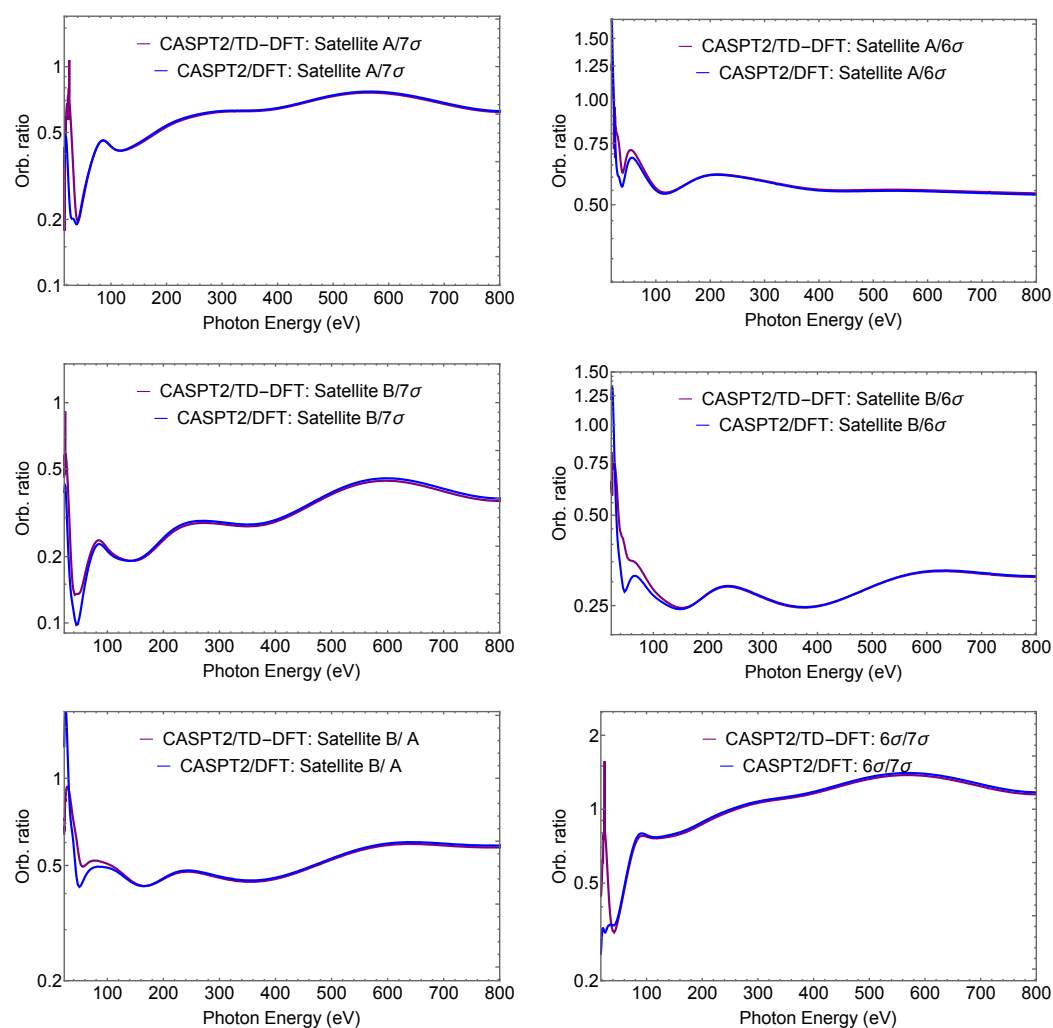 CASPT2/TD-DFT: Satellite A/7σ
CASPT2/DFT: Satellite A/7σ
Orb. ratio
1
0.5
0.2
0.1
100 200 300 400 500 600 700 800
Photon Energy (eV)
CASPT2/TD-DFT: Satellite A/6σ
CASPT2/DFT: Satellite A/6σ
Orb. ratio
1.50
1.00
0.75
0.50
100 200 300 400 500 600 700 800
Photon Energy (eV)
CASPT2/TD-DFT: Satellite B/7σ
CASPT2/DFT: Satellite B/7σ
Orb. ratio
1
0.5
0.2
0.1
100 200 300 400 500 600 700 800
Photon Energy (eV)
CASPT2/TD-DFT: Satellite B/6σ
CASPT2/DFT: Satellite B/6σ
Orb. ratio
1.50
1.25
1.00
0.75
0.50
0.25
100 200 300 400 500 600 700 800
Photon Energy (eV)
CASPT2/TD-DFT: Satellite B/ A
CASPT2/DFT: Satellite B/ A
Orb. ratio
1
0.5
0.2
100 200 300 400 500 600 700 800
Photon Energy (eV)
CASPT2/TD-DFT: 6σ/7σ
CASPT2/DFT: 6σ/7σ
Orb. ratio
2
1
0.5
0.2
100 200 300 400 500 600 700 800
Photon Energy (eV)